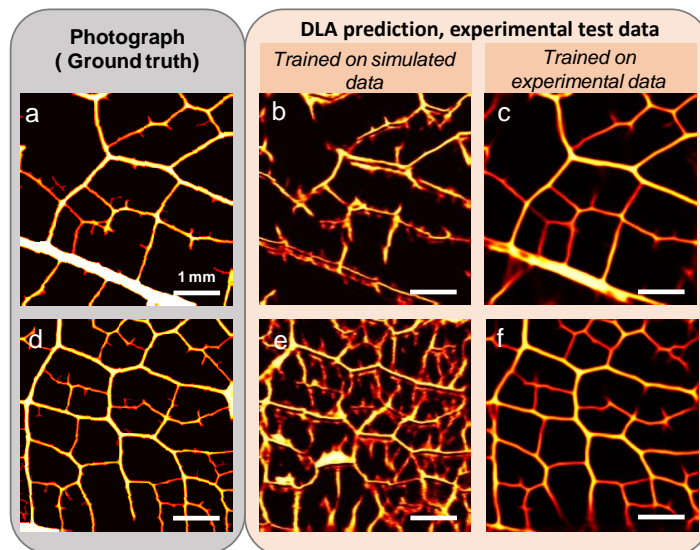 Photograph
( Ground truth)
DLA prediction, experimental test data
Trained on simulated
data
Trained on
experimental data
a
b
c
1 mm
d
e
f